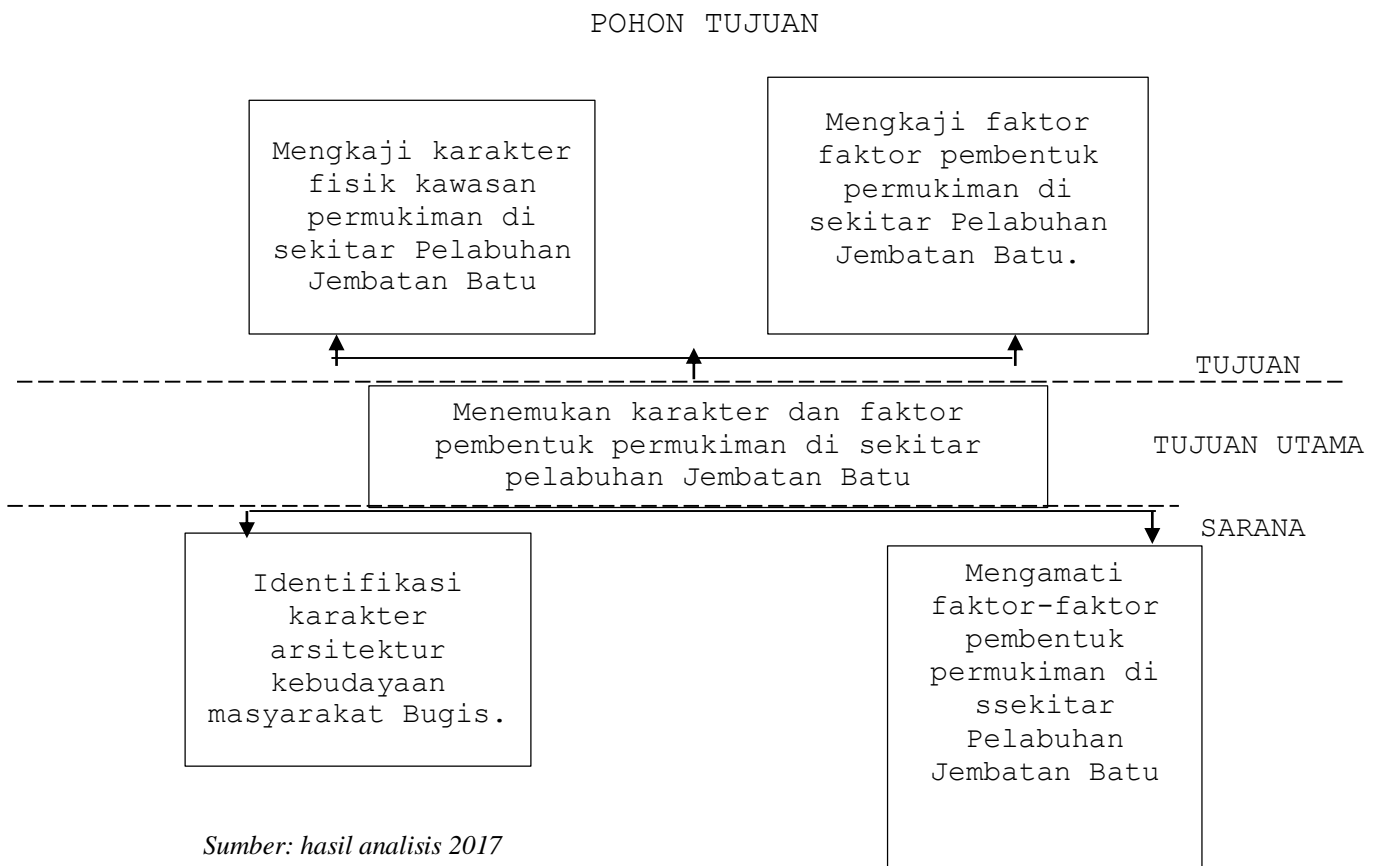 POHON TUJUAN
Mengkaji karakter
fisik kawasan
permukiman di
sekitar Pelabuhan
Jembatan Batu
Mengkaji faktor
faktor pembentuk
permukiman di
sekitar Pelabuhan
Jembatan Batu.
TUJUAN
Menemukan karakter dan faktor
pembentuk permukiman di sekitar
pelabuhan Jembatan Batu
TUJUAN UTAMA
SARANA
Identifikasi
karakter
arsitektur
kebudayaan
masyarakat Bugis.
Mengamati
faktor-faktor
pembentuk
permukiman di
ssekitar
Pelabuhan
Jembatan Batu
Sumber: hasil analisis 2017